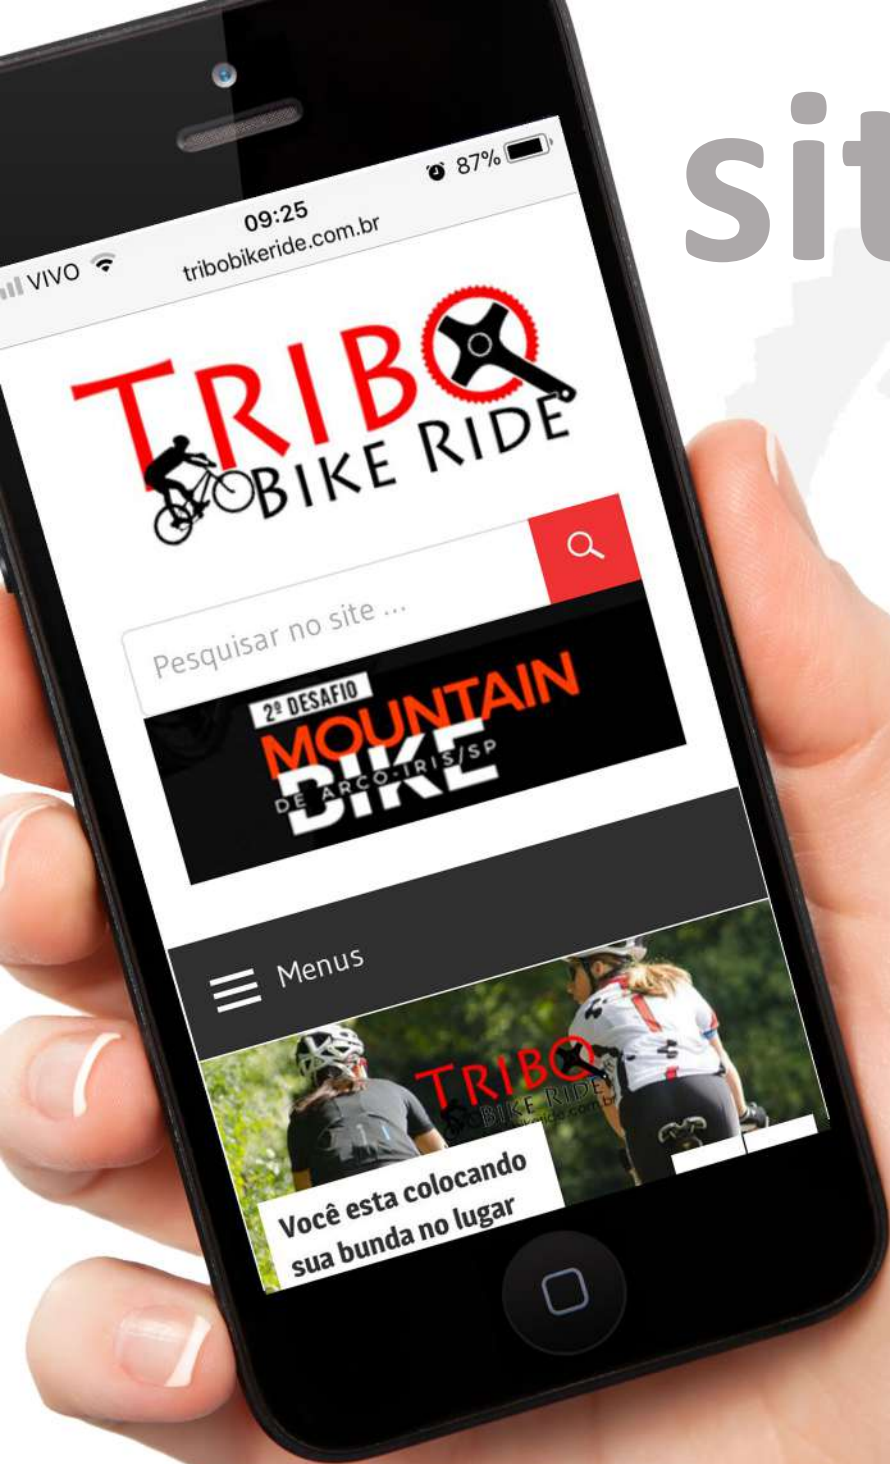 sit
VIVO 09:25 87%
tribobikeride.com.br
TRIBO
BIKE RIDE
Pesquisar no site ...
2º DESAFIO
MOUNTAIN
BIKE
DE ARCO-IRIS/SP
Menus
TRIBO
BIKE RIDE
Você esta colocando
sua bunda no lugar